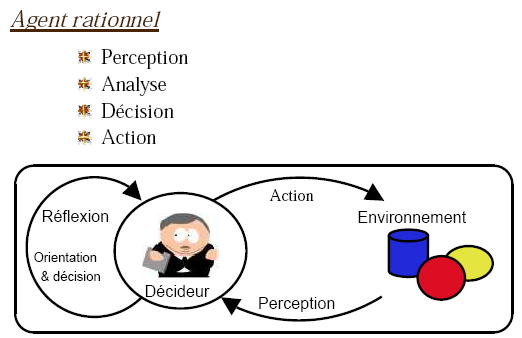 Agent rationnel
Perception
Analyse
Décision
Action
Action
Réflexion
Environnement
Orientation
& décision
Décideur
Perception